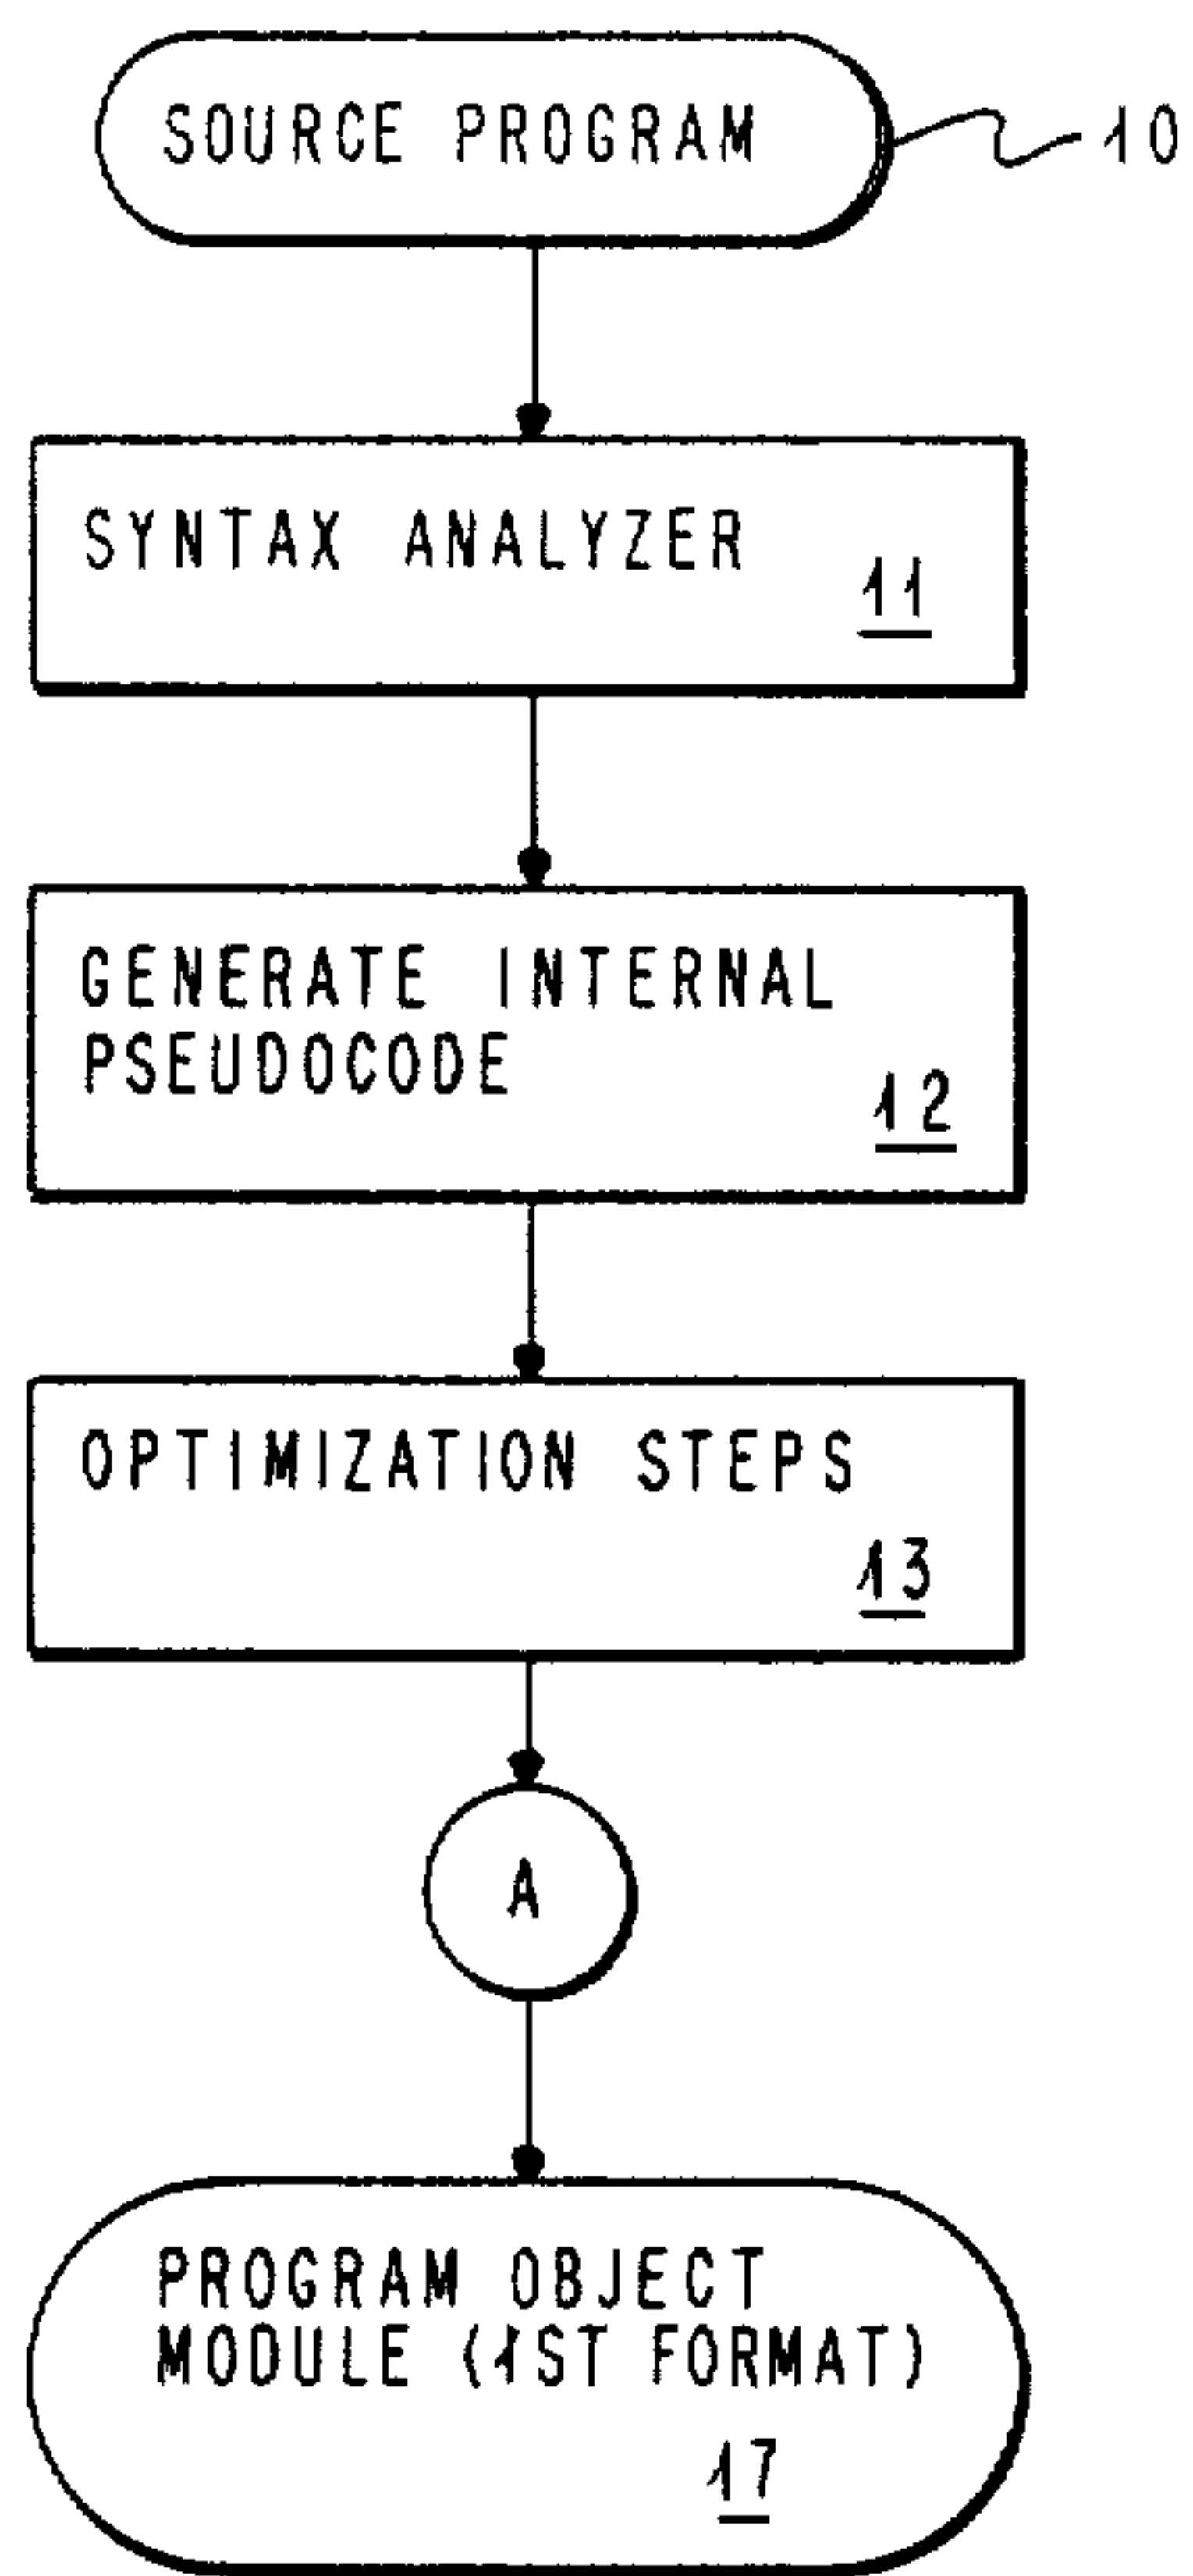 SOURCE PROGRAM
10
SYNTAX ANALYZER
11
GENERATE INTERNAL
PSEUDOCODE
12
OPTIMIZATION STEPS
13
A
PROGRAM OBJECT
MODULE (1ST FORMAT)
17